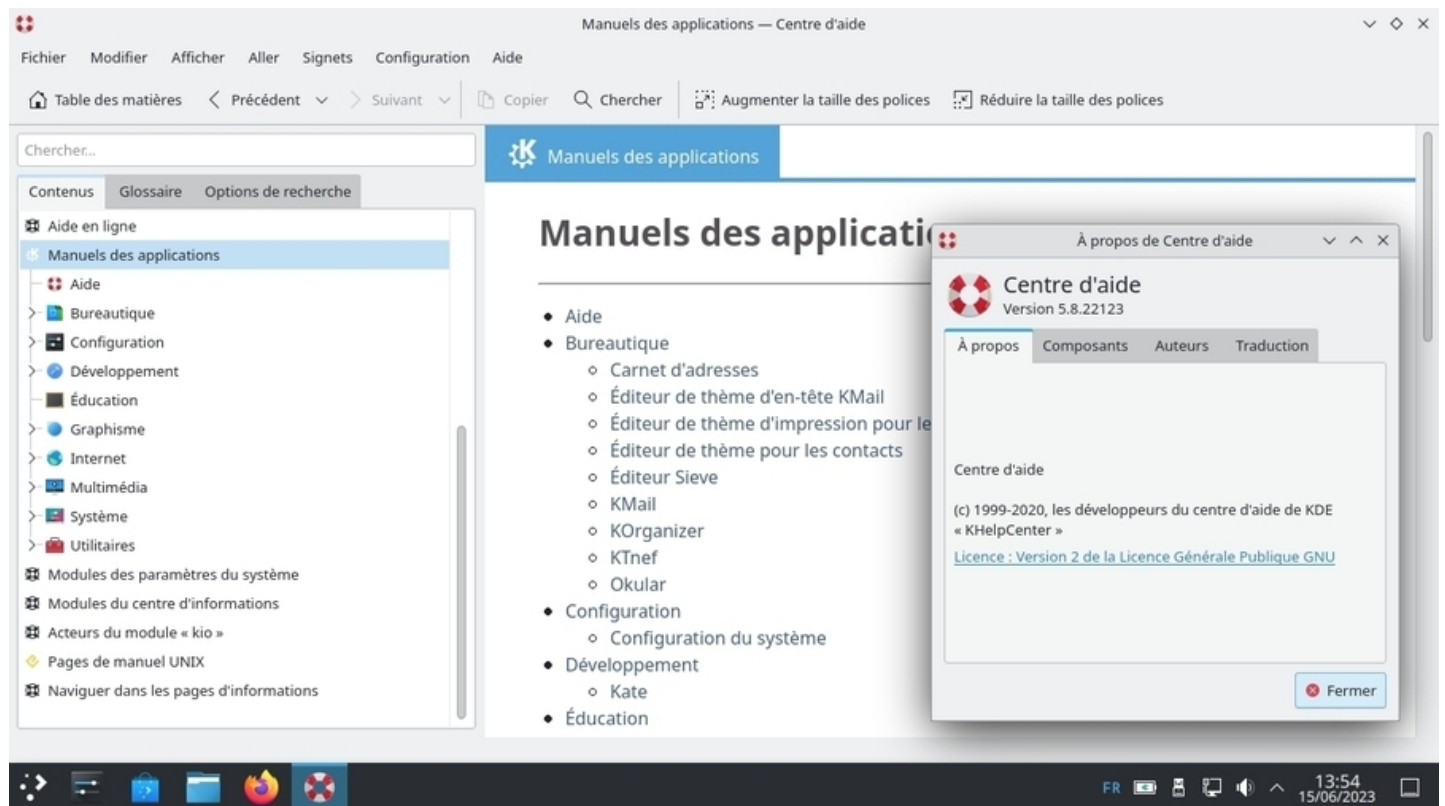 Manuels des applications — Centre d'aide
Fichier Modifier Afficher Aller Signets Configuration Aide
Table des matières Précédent Suivant Copier Chercher Augmenter la taille des polices Réduire la taille des polices
Chercher...
Contenus Glossaire Options de recherche
Aide en ligne
Manuels des applications
Aide
Bureautique
Configuration
Développement
Éducation
Graphisme
Internet
Multimédia
Système
Utilitaires
Modules des paramètres du système
Modules du centre d'informations
Acteurs du module « kio »
Pages de manuel UNIX
Naviguer dans les pages d'informations
Manuels des applications
Manuels des applicati
Aide
Bureautique
Carnet d'adresses
Éditeur de thème d'en-tête KMail
Éditeur de thème d'impression pour le
Éditeur de thème pour les contacts
Éditeur Sieve
KMail
KOrganizer
KTnef
Okular
Configuration
Configuration du système
Développement
Kate
Éducation
À propos de Centre d'aide
Centre d'aide
Version 5.8.22123
À propos Composants Auteurs Traduction
Centre d'aide
(c) 1999-2020, les développeurs du centre d'aide de KDE
« KHelpCenter »
Licence : Version 2 de la Licence Générale Publique GNU
Fermer
FR 13:54
15/06/2023